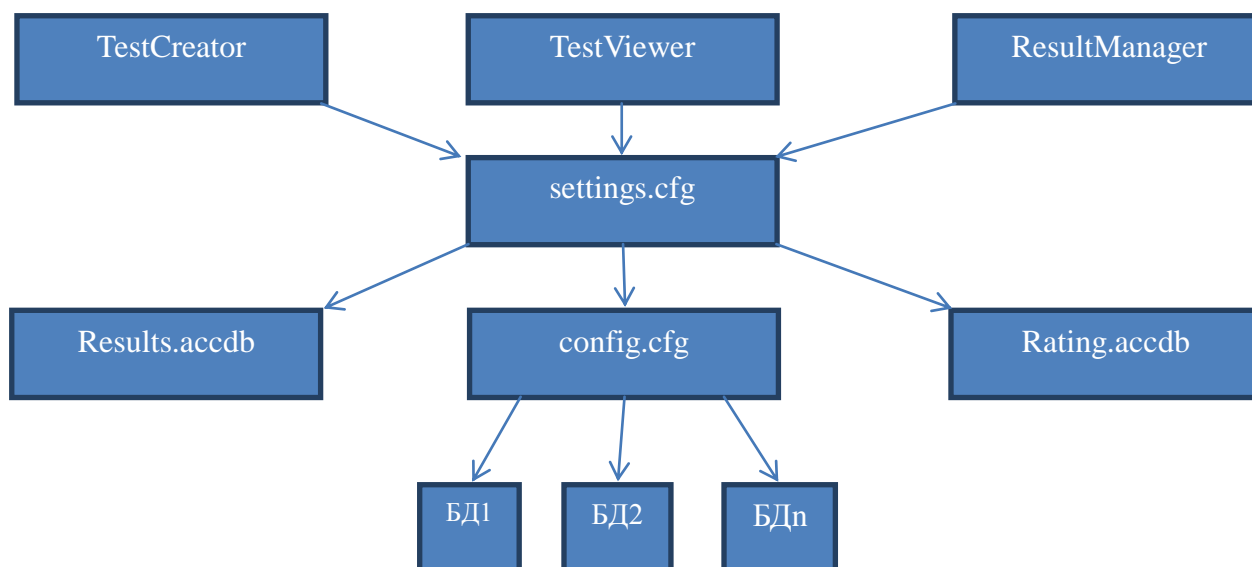 TestCreator
TestViewer
ResultManager
settings.cfg
Results.accdb
config.cfg
Rating.accdb
БД1
БД2
БДn